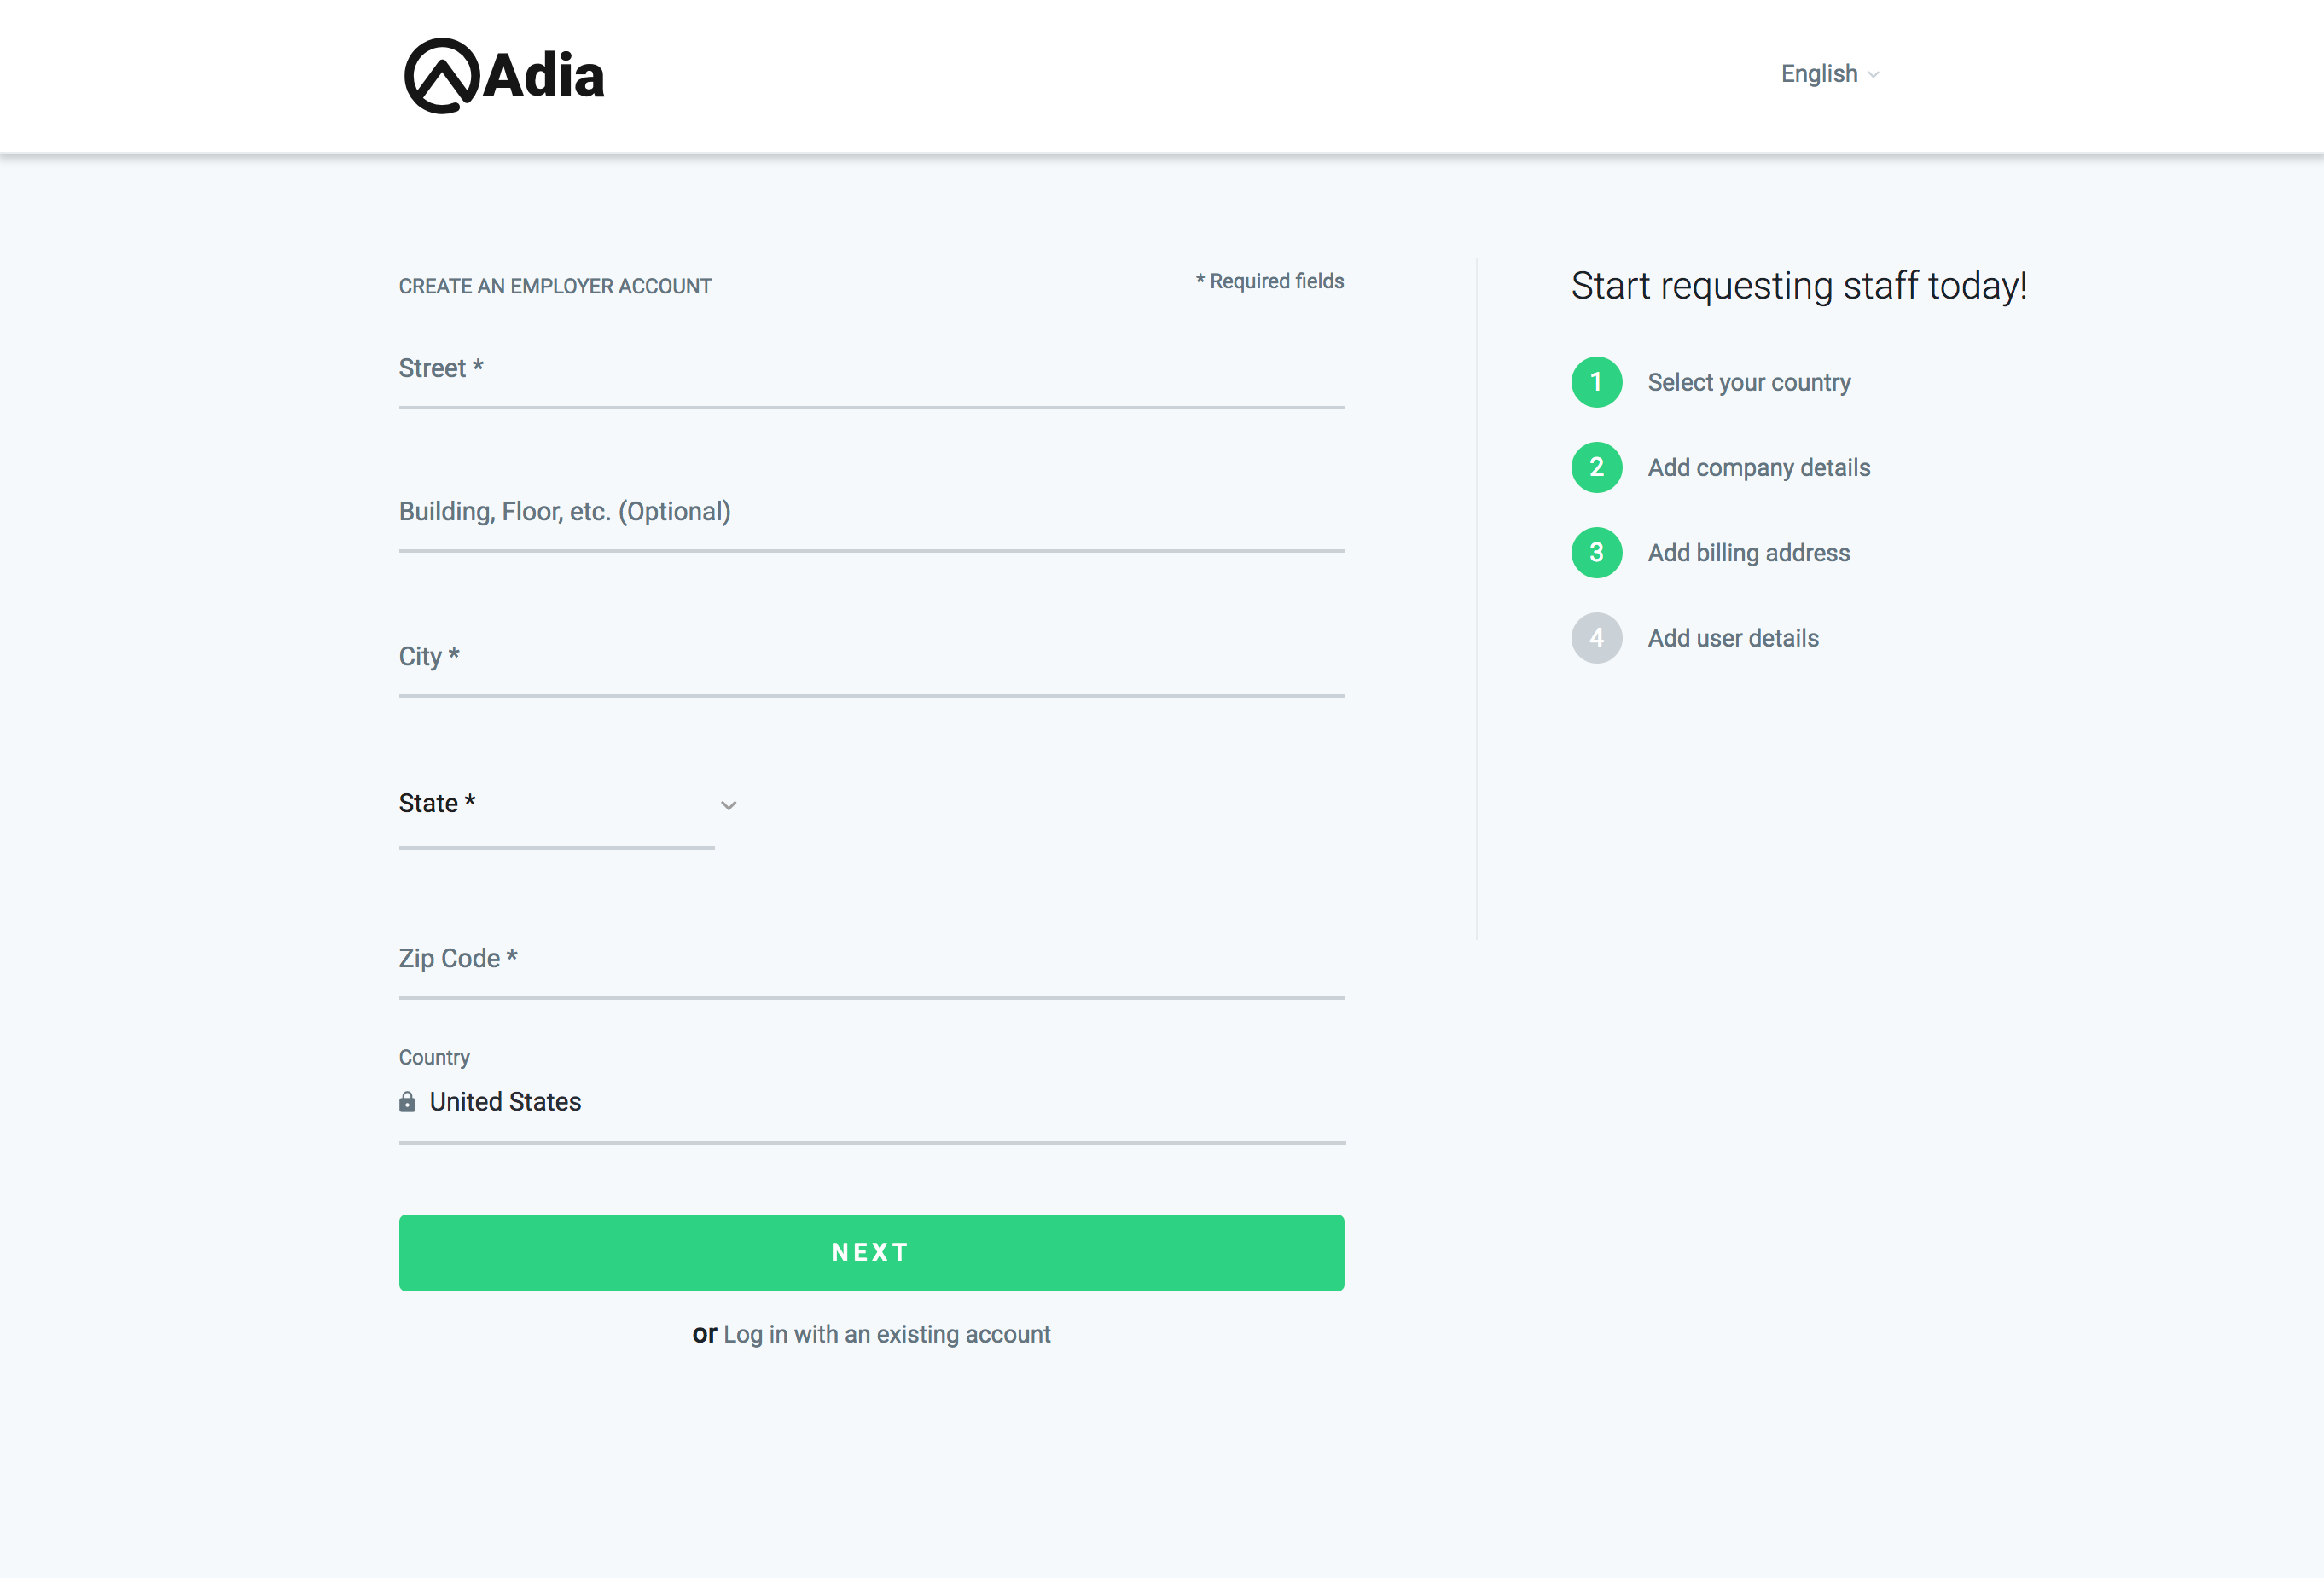 Adia
English
CREATE AN EMPLOYER ACCOUNT
* Required fields
Street *
Building, Floor, etc. (Optional)
City *
State *
Zip Code *
Country
United States
NEXT
or Log in with an existing account
Start requesting staff today!
1 Select your country
2 Add company details
3 Add billing address
4 Add user details